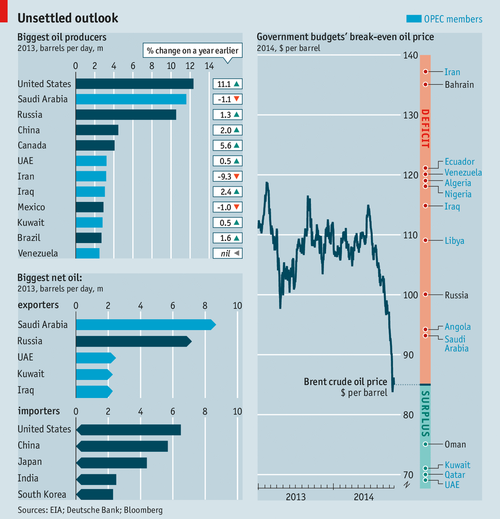 Unsettled outlook
OPEC members
Biggest oil producers
2013, barrels per day, m
% change on a year earlier
0 2 4 6 8 10 12 14
United States 11.1 ▲
Saudi Arabia -1.1 ▼
Russia 1.3 ▲
China 2.0 ▲
Canada 5.6 ▲
UAE 0.5 ▲
Iran -9.3 ▼
Iraq 2.4 ▲
Mexico -1.0 ▼
Kuwait 0.5 ▲
Brazil 1.6 ▲
Venezuela nil ◀
Biggest net oil:
2013, barrels per day, m
exporters
0 2 4 6 8 10
Saudi Arabia
Russia
UAE
Kuwait
Iraq
importers
0 2 4 6 8 10
United States
China
Japan
India
South Korea
Sources: EIA; Deutsche Bank; Bloomberg
Government budgets' break-even oil price
2014, $ per barrel
140
Iran
Bahrain
130
DEFICIT
120
Ecuador
Venezuela
Algeria
Nigeria
Iraq
110
Libya
100
Russia
Angola
Saudi
Arabia
90
Brent crude oil price
$ per barrel
80
SURPLUS
Oman
70
Kuwait
Qatar
UAE
2013 2014